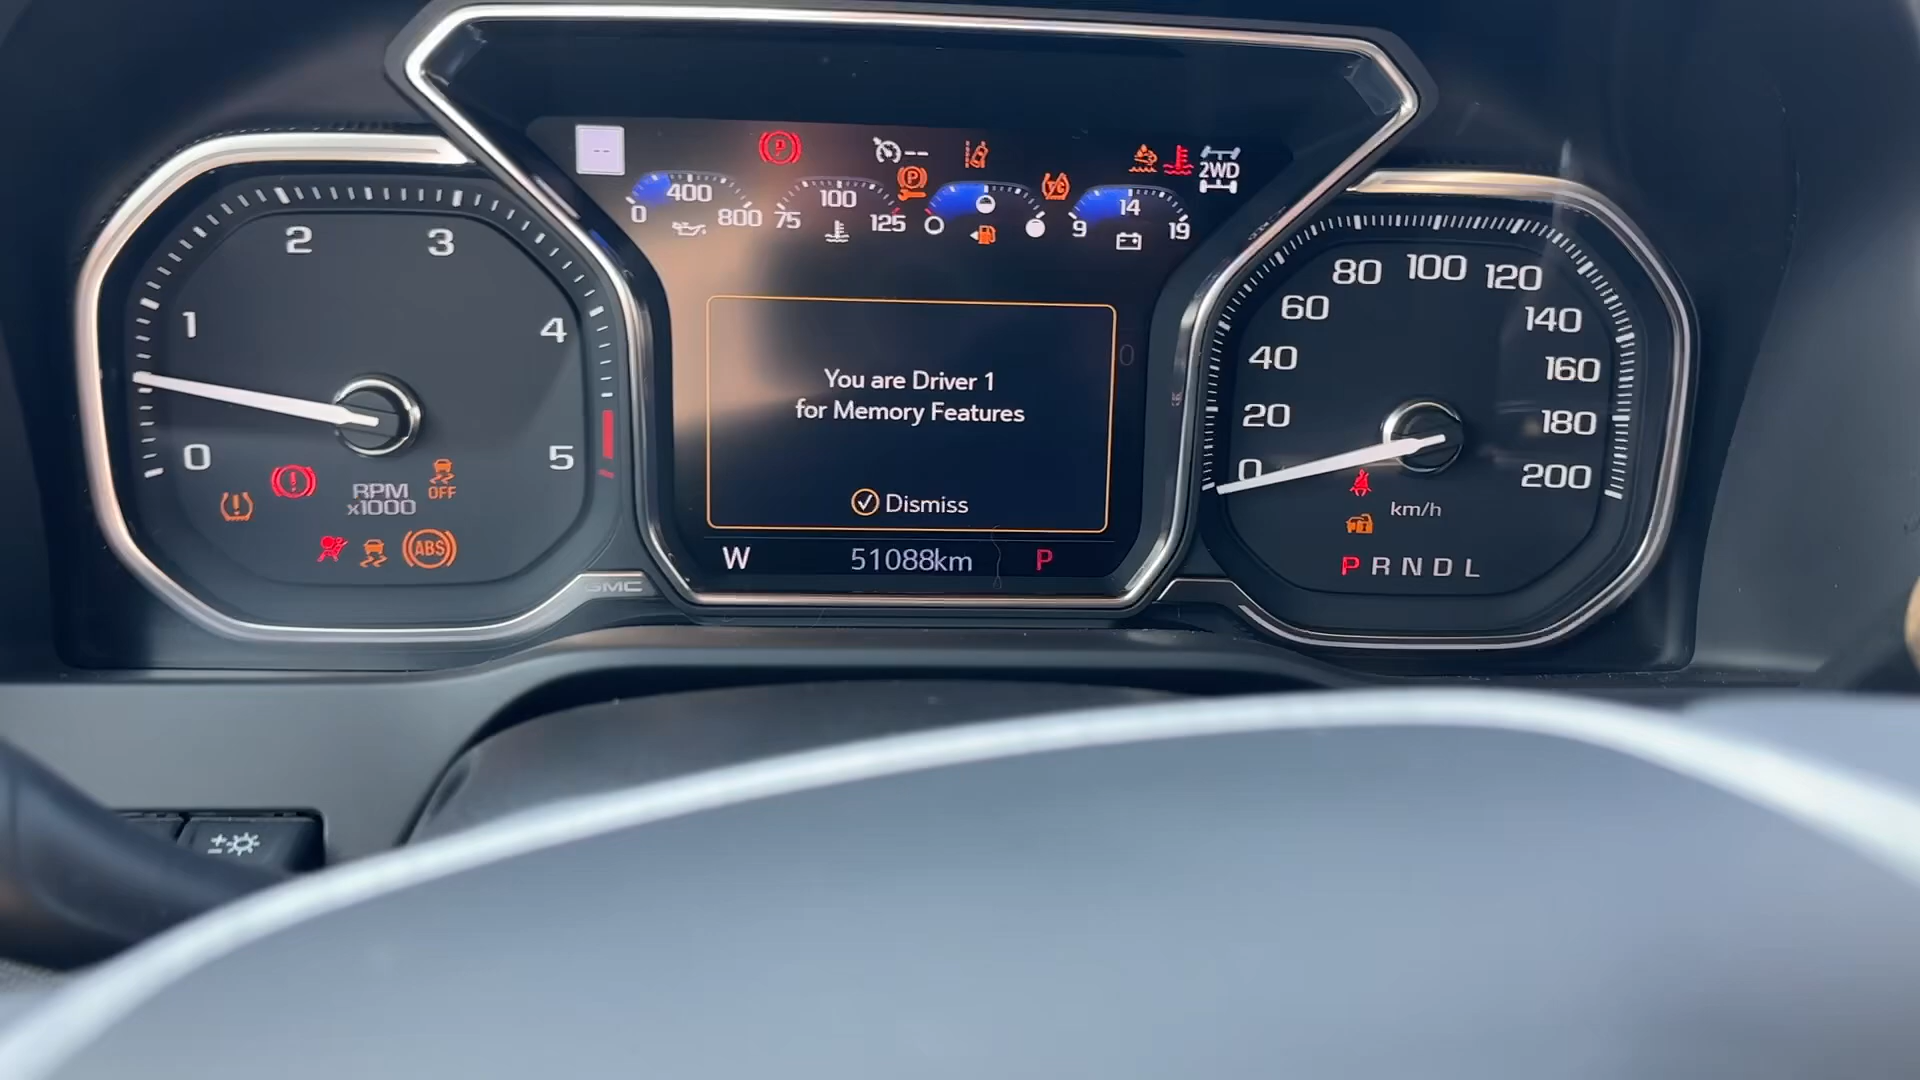 --
P
--
P
T/C
2WD
0 400 800
75 100 125
9 14 19
1 2 3 4 5 0
RPM
x1000
OFF
ABS
You are Driver 1
for Memory Features
Dismiss
W 51088km P
GMC
0 20 40 60 80 100 120 140 160 180 200
km/h
P R N D L